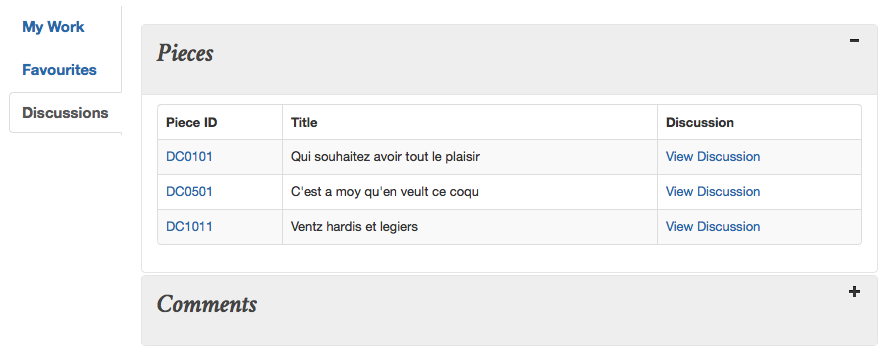 My Work
Favourites
Discussions
Pieces
Piece ID Title Discussion
DC0101 Qui souhaitez avoir tout le plaisir View Discussion
DC0501 C'est a moy qu'en veult ce coqu View Discussion
DC1011 Ventz hardis et legiers View Discussion
Comments